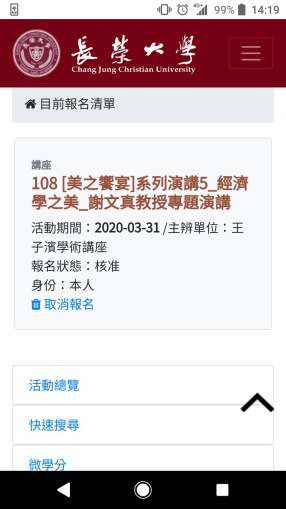 99% 14:19
長榮大學
Chang Jung Christian University
目前報名清單
講座
108 [美之饗宴]系列演講5_經濟
學之美_謝文真教授專題演講
活動期間：2020-03-31 /主辨單位：王
子濱學術講座
報名狀態：核准
身份：本人
取消報名
活動總覽
快速搜尋
微學分